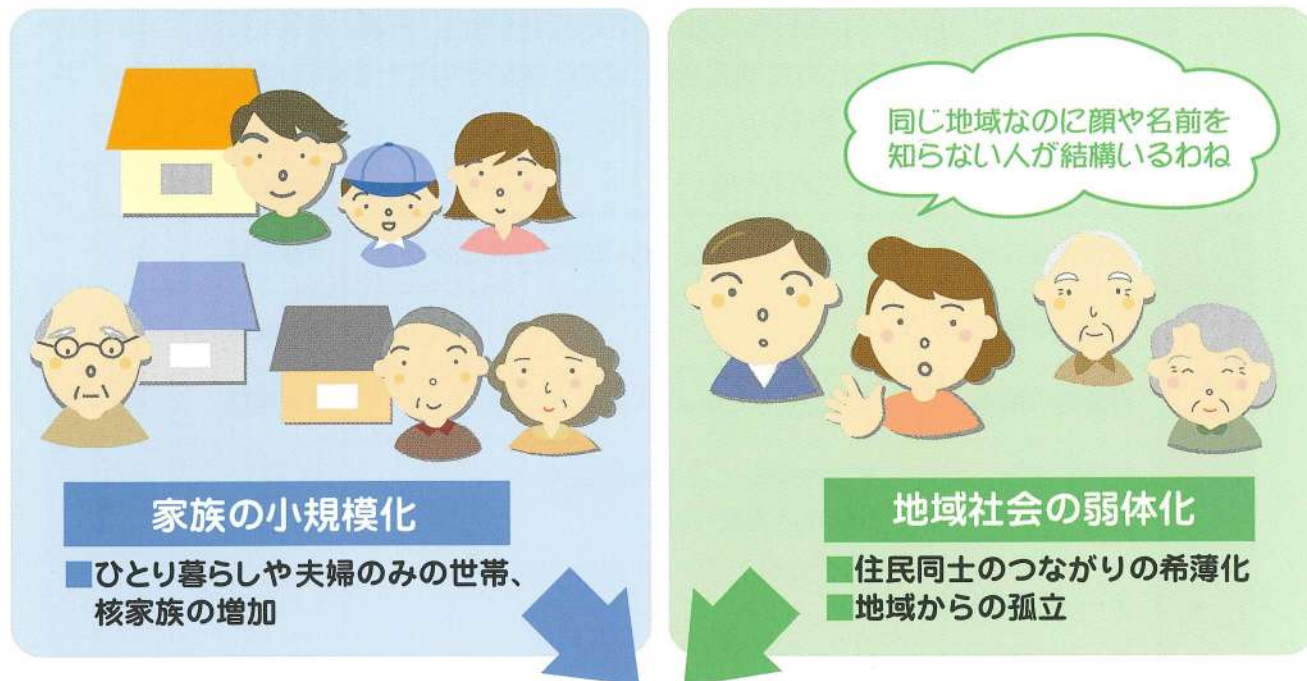 家族の小規模化
■ひとり暮らしや夫婦のみの世帯、
核家族の増加
同じ地域なのに顔や名前を
知らない人が結構いるわね
地域社会の弱体化
■住民同士のつながりの希薄化
■地域からの孤立